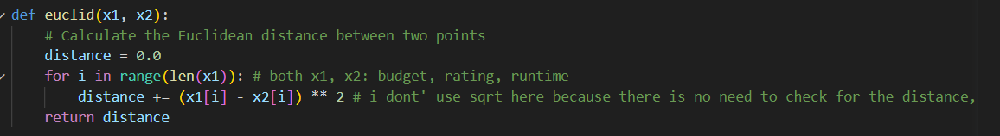 def euclid(x1, x2):
    # Calculate the Euclidean distance between two points
    distance = 0.0
    for i in range(len(x1)): # both x1, x2: budget, rating, runtime
        distance += (x1[i] - x2[i]) ** 2 # i dont' use sqrt here because there is no need to check for the distance,
    return distance